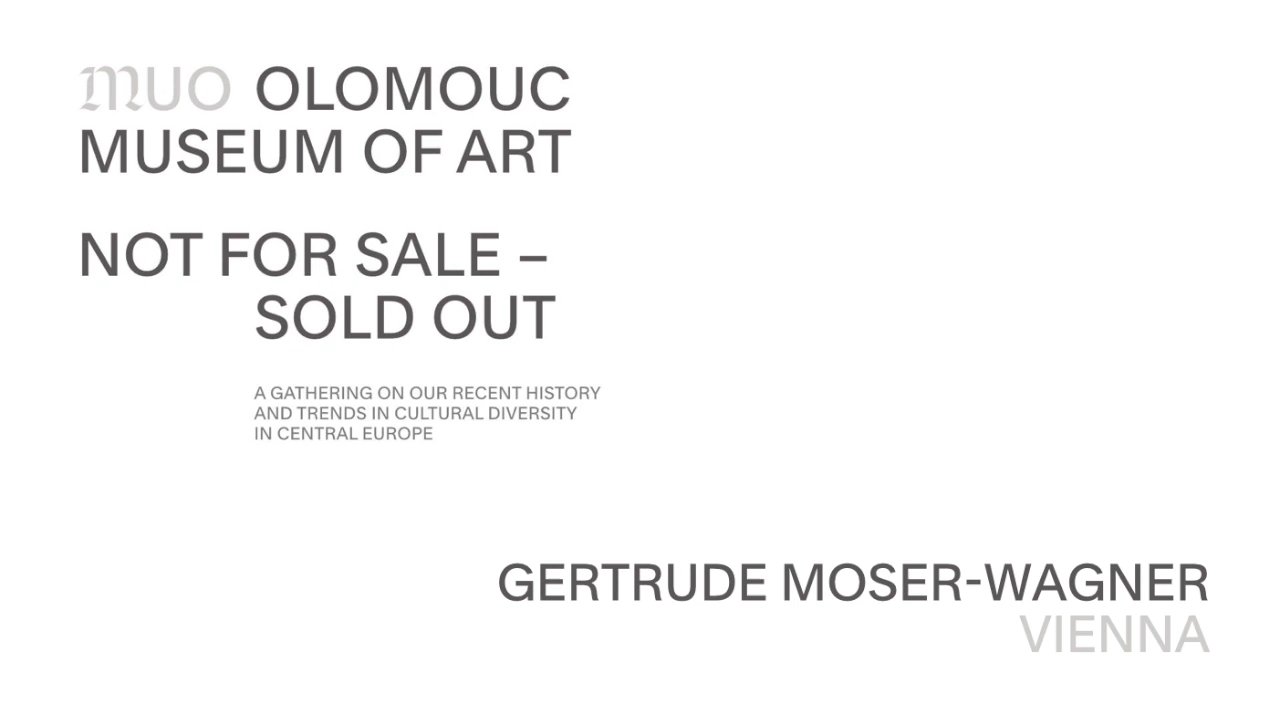 MUO OLOMOUC
MUSEUM OF ART
NOT FOR SALE –
SOLD OUT
A GATHERING ON OUR RECENT HISTORY
AND TRENDS IN CULTURAL DIVERSITY
IN CENTRAL EUROPE
GERTRUDE MOSER-WAGNER
VIENNA